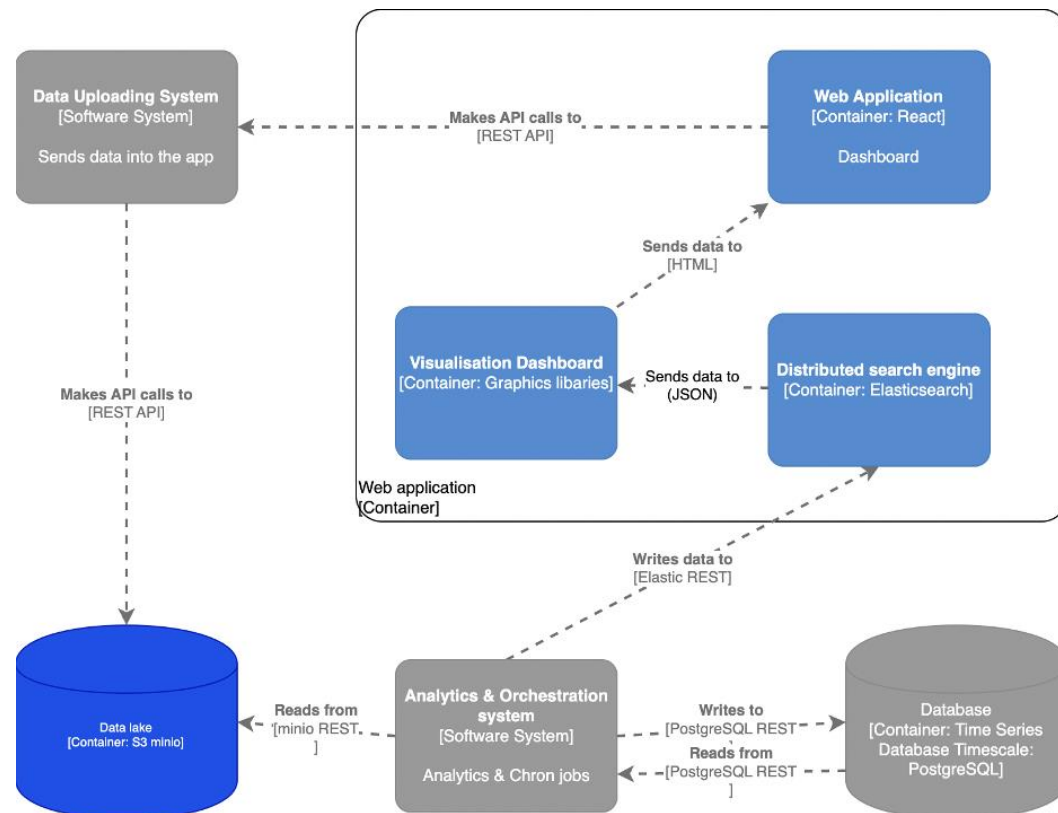 Data Uploading System
[Software System]
Sends data into the app
Makes API calls to
[REST API]
Web Application
[Container: React]
Dashboard
Sends data to
[HTML]
Visualisation Dashboard
[Container: Graphics libaries]
Sends data to
(JSON)
Distributed search engine
[Container: Elasticsearch]
Makes API calls to
[REST API]
Web application
[Container]
Writes data to
[Elastic REST]
Data lake
[Container: S3 minio]
Reads from
[minio REST
]
Analytics & Orchestration
system
[Software System]
Analytics & Chron jobs
Writes to
[PostgreSQL REST
Reads from
[PostgreSQL REST
]
Database
[Container: Time Series
Database Timescale:
PostgreSQL]